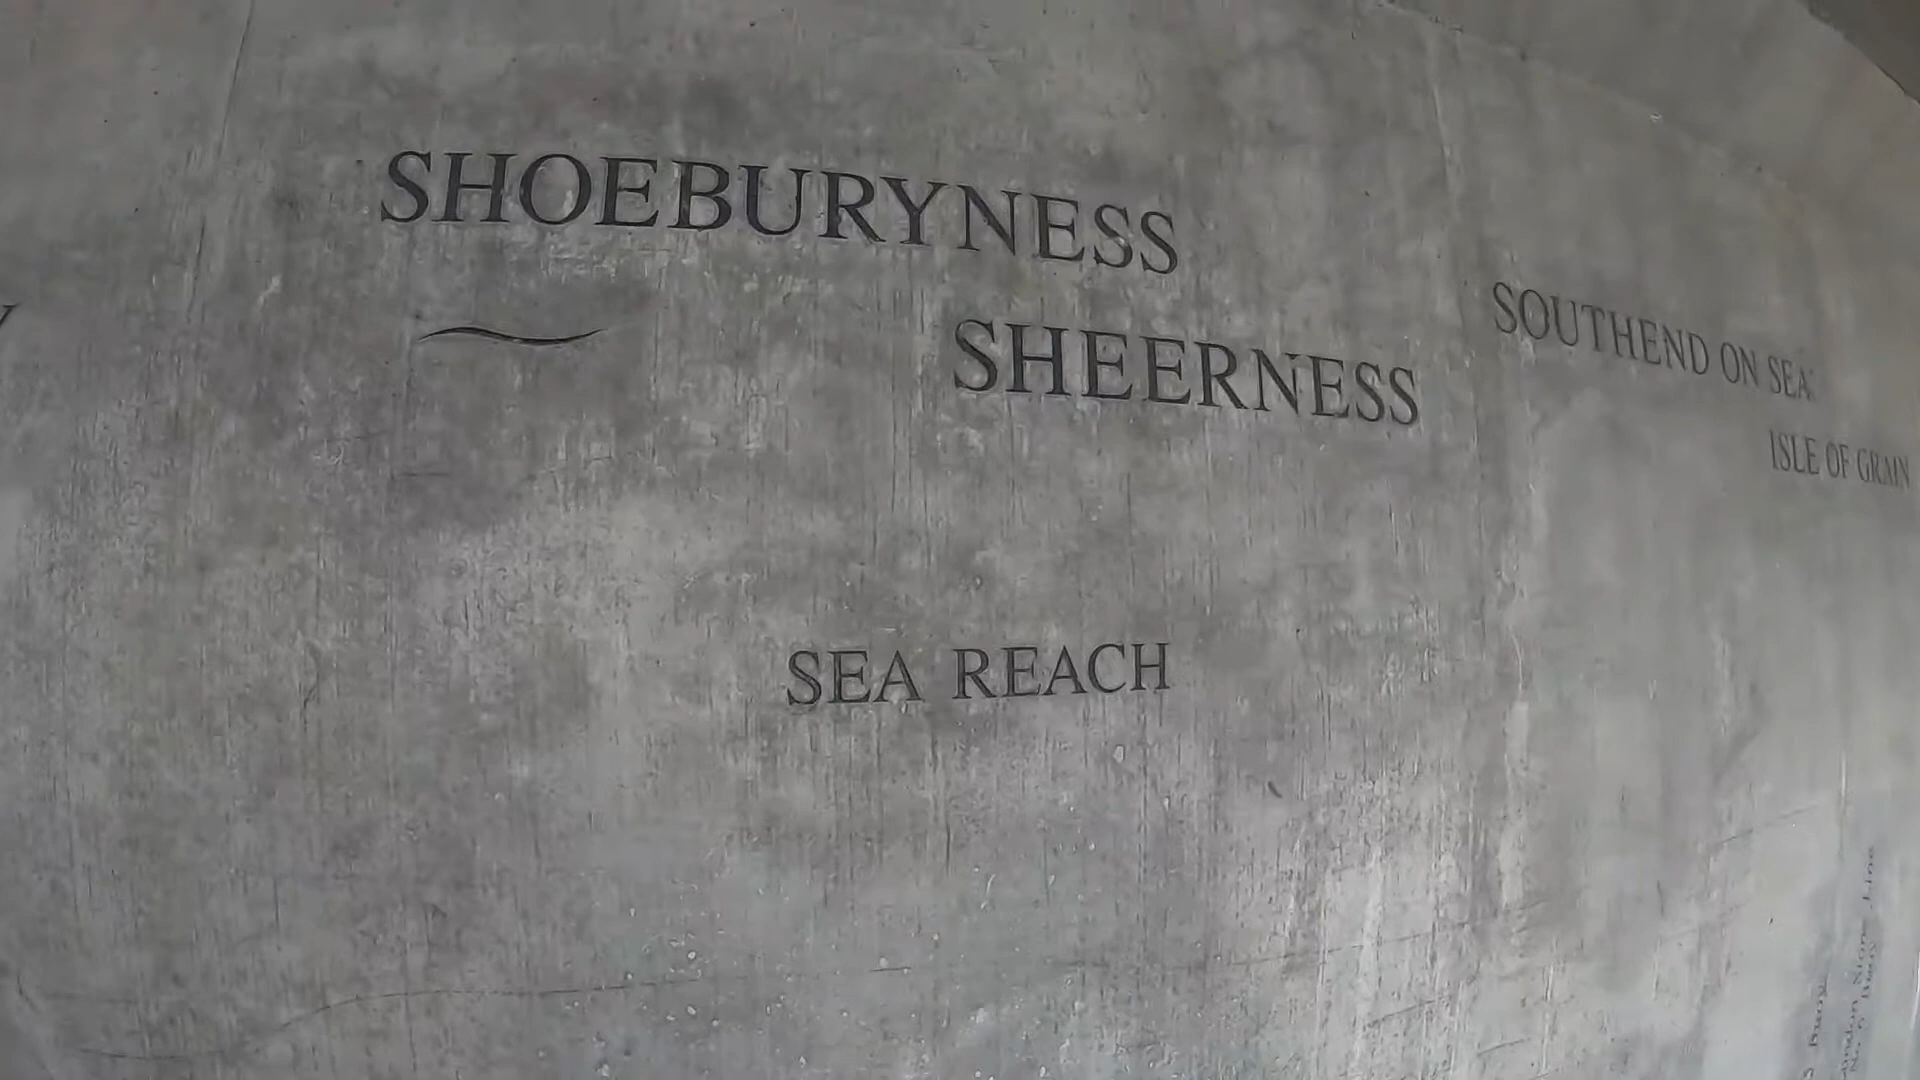 SHOEBURYNESS
SHEERNESS
SOUTHEND ON SEA
ISLE OF GRAIN
SEA REACH